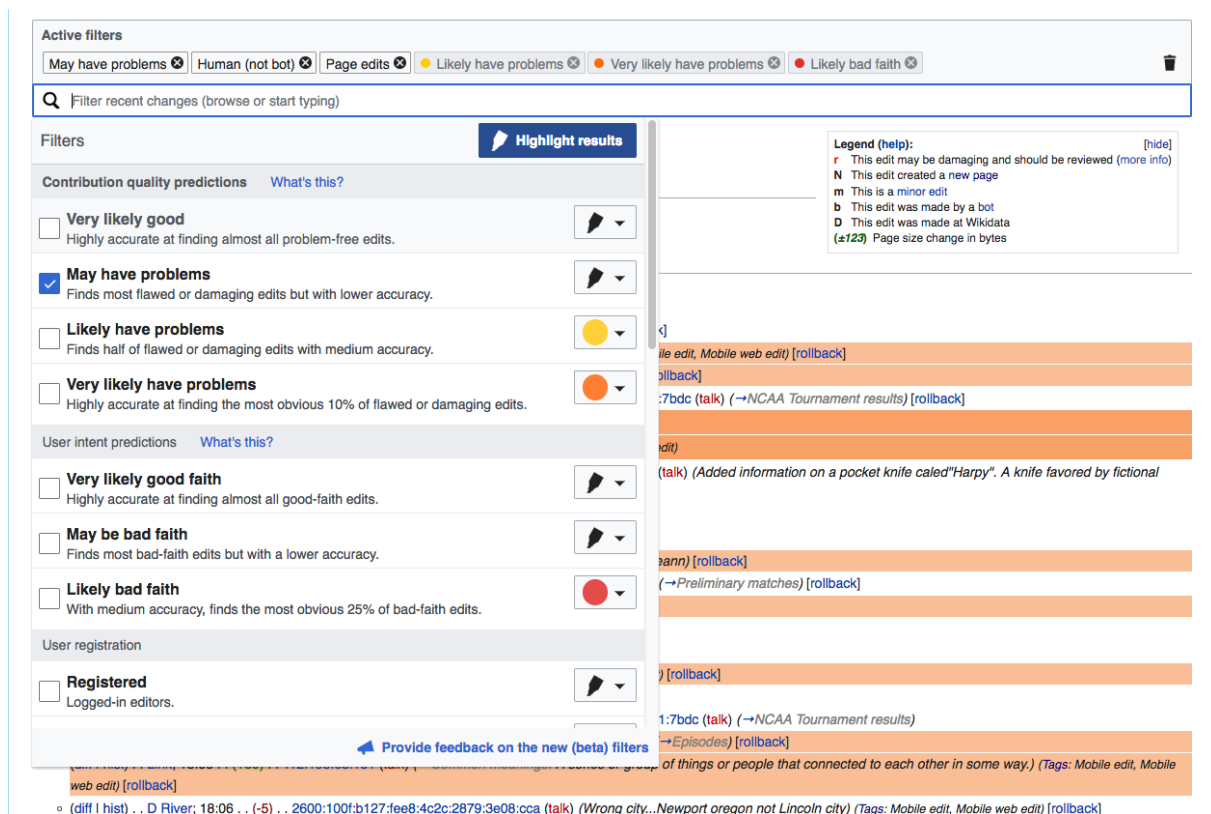 Active filters
May have problems Human (not bot) Page edits Likely have problems Very likely have problems Likely bad faith
Filter recent changes (browse or start typing)
Filters Highlight results
Contribution quality predictions What's this?
Very likely good
Highly accurate at finding almost all problem-free edits.
May have problems
Finds most flawed or damaging edits but with lower accuracy.
Likely have problems
Finds half of flawed or damaging edits with medium accuracy.
Very likely have problems
Highly accurate at finding the most obvious 10% of flawed or damaging edits.
User intent predictions What's this?
Very likely good faith
Highly accurate at finding almost all good-faith edits.
May be bad faith
Finds most bad-faith edits but with a lower accuracy.
Likely bad faith
With medium accuracy, finds the most obvious 25% of bad-faith edits.
User registration
Registered
Logged-in editors.
Provide feedback on the new (beta) filters
Legend (help): [hide]
r This edit may be damaging and should be reviewed (more info)
N This edit created a new page
m This is a minor edit
b This edit was made by a bot
D This edit was made at Wikidata
(±123) Page size change in bytes
edit, Mobile web edit) [rollback]
:7bdc (talk) (→NCAA Tournament results) [rollback]
(talk) (Added information on a pocket knife caled"Harpy". A knife favored by fictional
[rollback]
(→Preliminary matches) [rollback]
[rollback]
1:7bdc (talk) (→NCAA Tournament results)
→Episodes) [rollback]
of things or people that connected to each other in some way.) (Tags: Mobile edit, Mobile
web edit) [rollback]
(diff | hist) . . D River; 18:06 . . (-5) . . 2600:100f:b127:fee8:4c2c:2879:3e08:cca (talk) (Wrong city...Newport oregon not Lincoln city) (Tags: Mobile edit, Mobile web edit) [rollback]